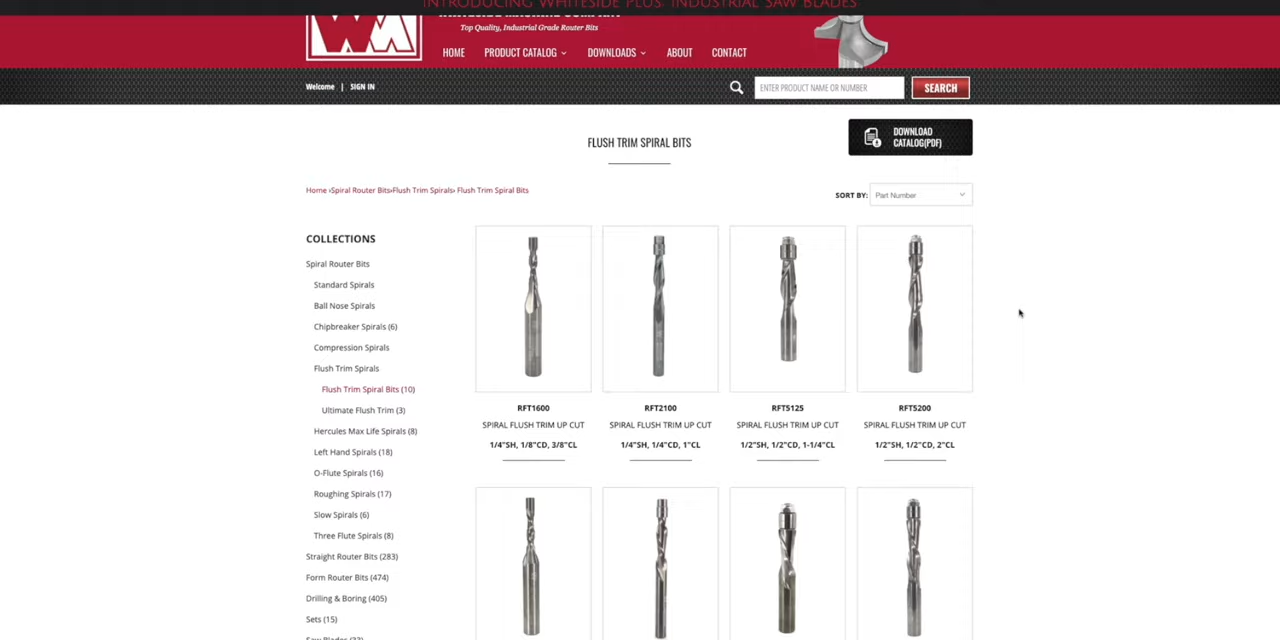 INTRODUCING WHITESIDE PLUS: INDUSTRIAL SAW BLADES
WHITESIDE MACHINE COMPANY
Top Quality, Industrial Grade Router Bits
WM
HOME PRODUCT CATALOG DOWNLOADS ABOUT CONTACT
Welcome | SIGN IN
ENTER PRODUCT NAME OR NUMBER
SEARCH
FLUSH TRIM SPIRAL BITS
DOWNLOAD
CATALOG(PDF)
Home ›Spiral Router Bits›Flush Trim Spirals› Flush Trim Spiral Bits
SORT BY: Part Number
COLLECTIONS
Spiral Router Bits
Standard Spirals
Ball Nose Spirals
Chipbreaker Spirals (6)
Compression Spirals
Flush Trim Spirals
Flush Trim Spiral Bits (10)
Ultimate Flush Trim (3)
Hercules Max Life Spirals (8)
Left Hand Spirals (18)
O-Flute Spirals (16)
Roughing Spirals (17)
Slow Spirals (6)
Three Flute Spirals (8)
Straight Router Bits (283)
Form Router Bits (474)
Drilling & Boring (405)
Sets (15)
RFT1600
SPIRAL FLUSH TRIM UP CUT
1/4"SH, 1/8"CD, 3/8"CL
RFT2100
SPIRAL FLUSH TRIM UP CUT
1/4"SH, 1/4"CD, 1"CL
RFT5125
SPIRAL FLUSH TRIM UP CUT
1/2"SH, 1/2"CD, 1-1/4"CL
RFT5200
SPIRAL FLUSH TRIM UP CUT
1/2"SH, 1/2"CD, 2"CL